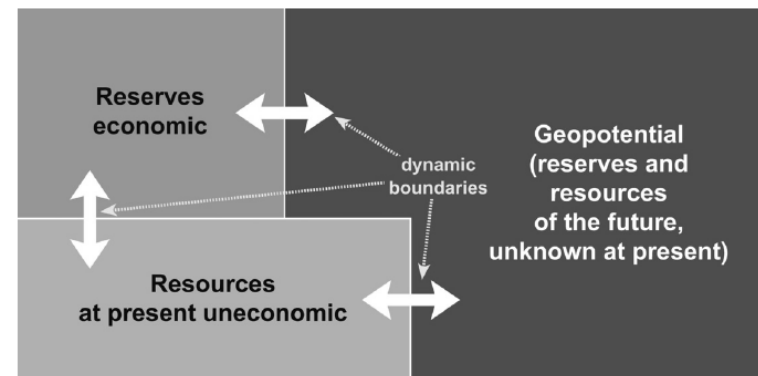 Reserves
economic
dynamic
boundaries
Geopotential
(reserves and
resources
of the future,
unknown at present)
Resources
at present uneconomic